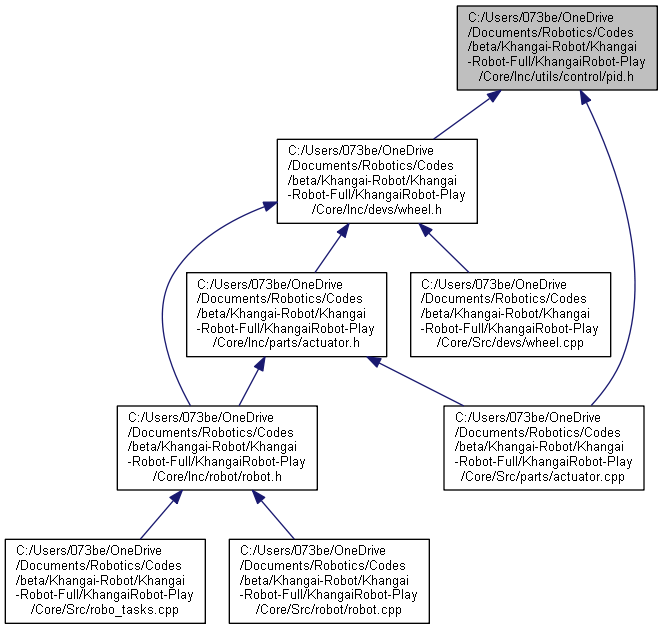 C:/Users/073be/OneDrive
/Documents/Robotics/Codes
/beta/Khangai-Robot/Khangai
-Robot-Full/KhangaiRobot-Play
/Core/Inc/utils/control/pid.h
C:/Users/073be/OneDrive
/Documents/Robotics/Codes
/beta/Khangai-Robot/Khangai
-Robot-Full/KhangaiRobot-Play
/Core/Inc/devs/wheel.h
C:/Users/073be/OneDrive
/Documents/Robotics/Codes
/beta/Khangai-Robot/Khangai
-Robot-Full/KhangaiRobot-Play
/Core/Inc/parts/actuator.h
C:/Users/073be/OneDrive
/Documents/Robotics/Codes
/beta/Khangai-Robot/Khangai
-Robot-Full/KhangaiRobot-Play
/Core/Src/devs/wheel.cpp
C:/Users/073be/OneDrive
/Documents/Robotics/Codes
/beta/Khangai-Robot/Khangai
-Robot-Full/KhangaiRobot-Play
/Core/Inc/robot/robot.h
C:/Users/073be/OneDrive
/Documents/Robotics/Codes
/beta/Khangai-Robot/Khangai
-Robot-Full/KhangaiRobot-Play
/Core/Src/parts/actuator.cpp
C:/Users/073be/OneDrive
/Documents/Robotics/Codes
/beta/Khangai-Robot/Khangai
-Robot-Full/KhangaiRobot-Play
/Core/Src/robo_tasks.cpp
C:/Users/073be/OneDrive
/Documents/Robotics/Codes
/beta/Khangai-Robot/Khangai
-Robot-Full/KhangaiRobot-Play
/Core/Src/robot/robot.cpp